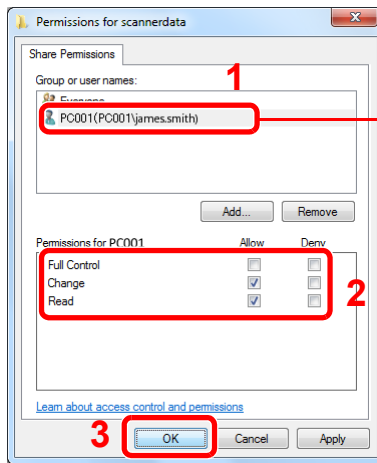 Permissions for scannerdata
Share Permissions
Group or user names:
1
Everyone
PC001(PC001\james.smith)
Add... Remove
Permissions for PC001 Allow Deny
Full Control
Change
Read
2
Learn about access control and permissions
3
OK Cancel Apply